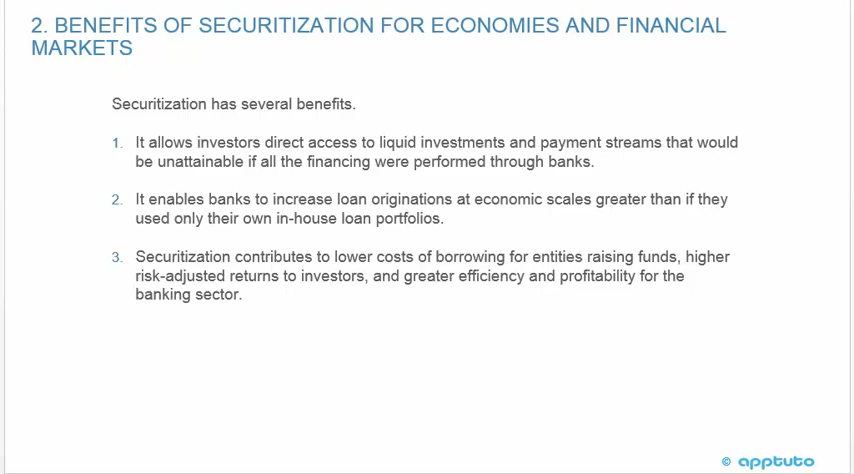 2. BENEFITS OF SECURITIZATION FOR ECONOMIES AND FINANCIAL
MARKETS
Securitization has several benefits.
1. It allows investors direct access to liquid investments and payment streams that would
be unattainable if all the financing were performed through banks.
2. It enables banks to increase loan originations at economic scales greater than if they
used only their own in-house loan portfolios.
3. Securitization contributes to lower costs of borrowing for entities raising funds, higher
risk-adjusted returns to investors, and greater efficiency and profitability for the
banking sector.
© apptuto